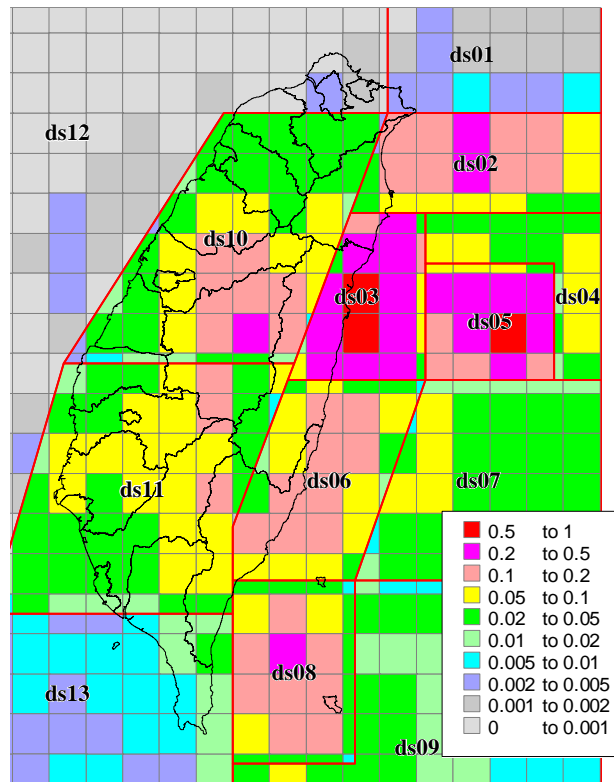 ds01
ds12
ds02
ds10
ds03
ds04
ds05
ds11
ds06
ds07
0.5 to 1
0.2 to 0.5
0.1 to 0.2
0.05 to 0.1
0.02 to 0.05
0.01 to 0.02
0.005 to 0.01
0.002 to 0.005
0.001 to 0.002
0 to 0.001
ds08
ds13
ds09